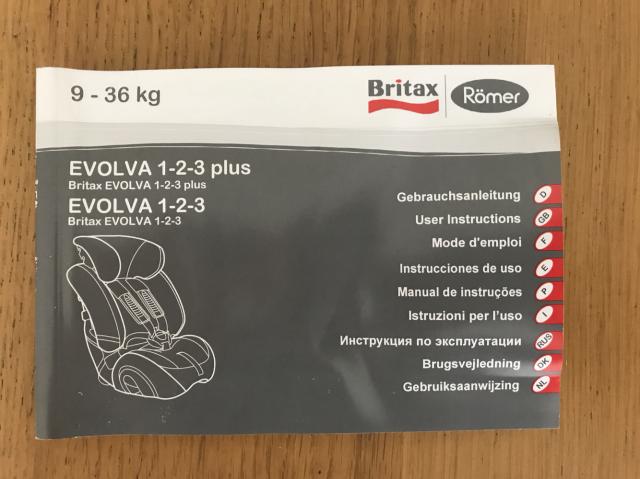 9 - 36 kg
Britax Römer
EVOLVA 1-2-3 plus
Britax EVOLVA 1-2-3 plus
EVOLVA 1-2-3
Britax EVOLVA 1-2-3
Gebrauchsanleitung D
User Instructions GB
Mode d'emploi F
Instrucciones de uso E
Manual de instruções P
Istruzioni per l'uso I
Инструкция по эксплуатации RUS
Brugsvejledning DK
Gebruiksaanwijzing NL